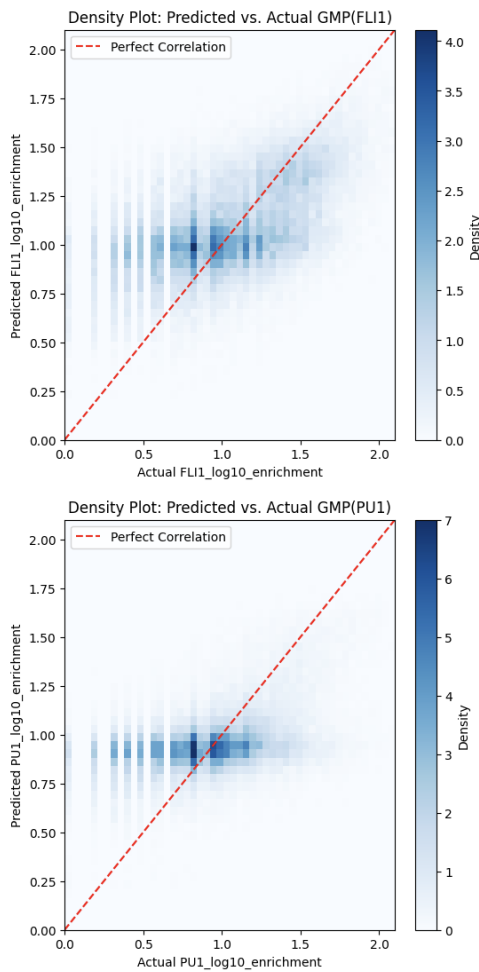 Density Plot: Predicted vs. Actual GMP(FLI1)
Perfect Correlation
2.00
1.75
1.50
1.25
1.00
0.75
0.50
0.25
0.00
Predicted FLI1_log10_enrichment
0.0 0.5 1.0 1.5 2.0
Actual FLI1_log10_enrichment
4.0
3.5
3.0
2.5
2.0
1.5
1.0
0.5
0.0
Density
Density Plot: Predicted vs. Actual GMP(PU1)
Perfect Correlation
2.00
1.75
1.50
1.25
1.00
0.75
0.50
0.25
0.00
Predicted PU1_log10_enrichment
0.0 0.5 1.0 1.5 2.0
Actual PU1_log10_enrichment
7
6
5
4
3
2
1
0
Density